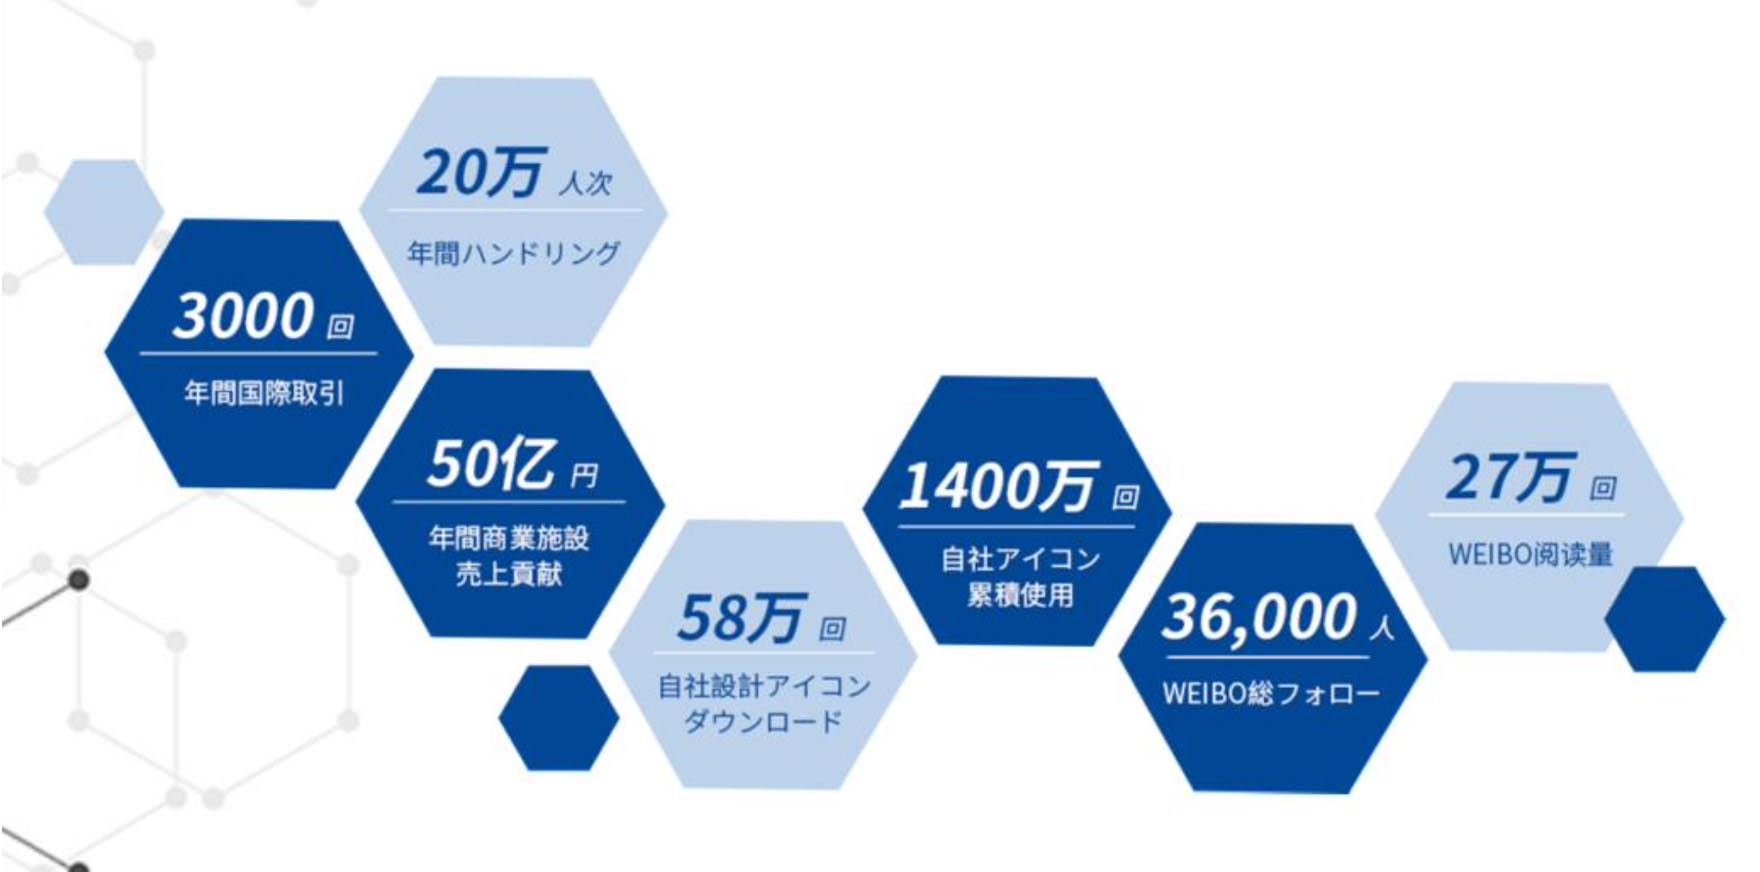 20万 人次
年間ハンドリング
3000 回
年間国際取引
50亿 円
年間商業施設
売上貢献
58万 回
自社設計アイコン
ダウンロード
1400万 回
自社アイコン
累積使用
36,000 人
WEIBO総フォロー
27万 回
WEIBO阅读量